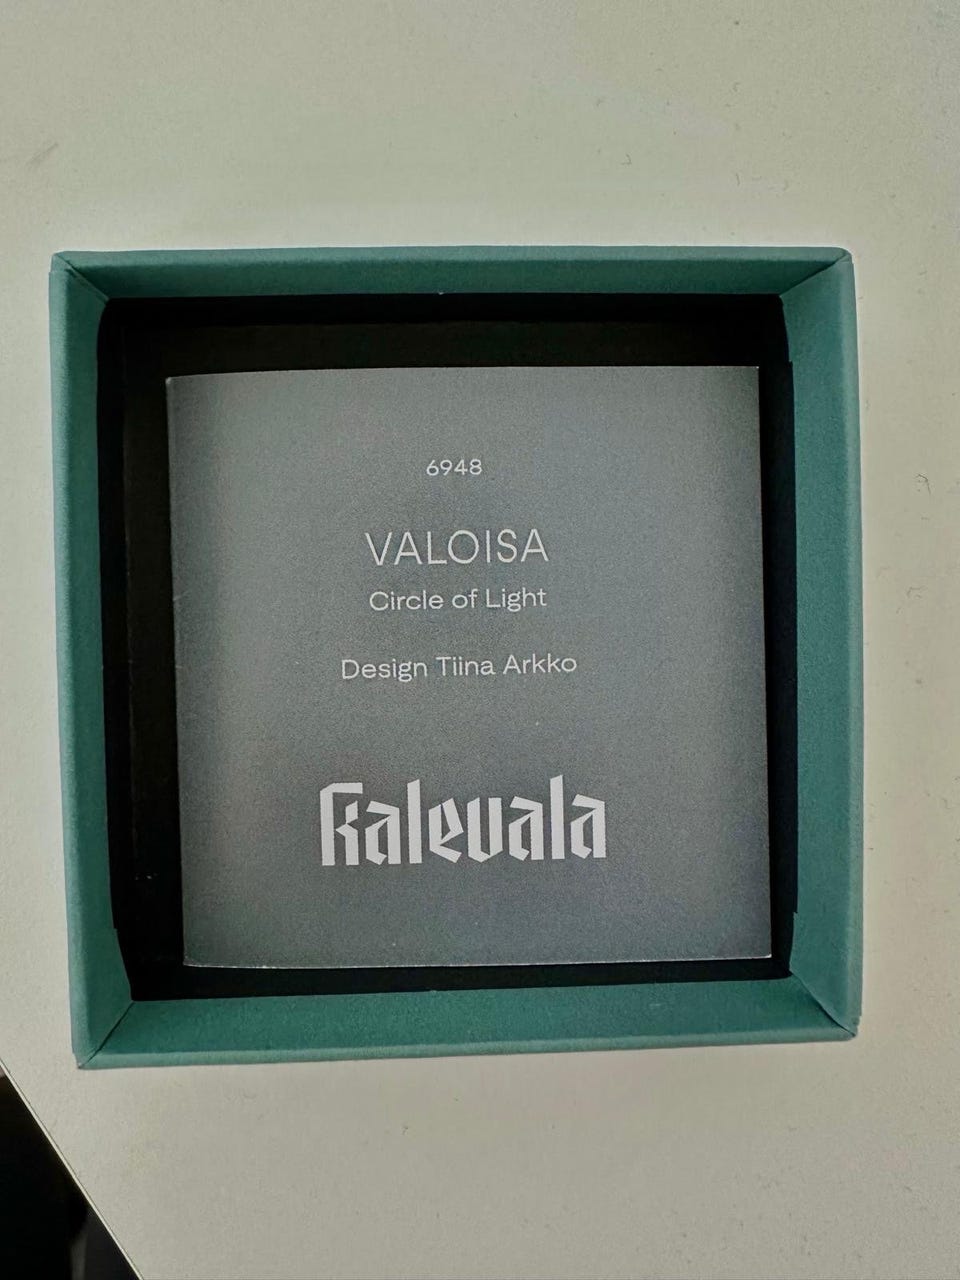 6948
VALOISA
Circle of Light
Design Tiina Arkko
kalevala